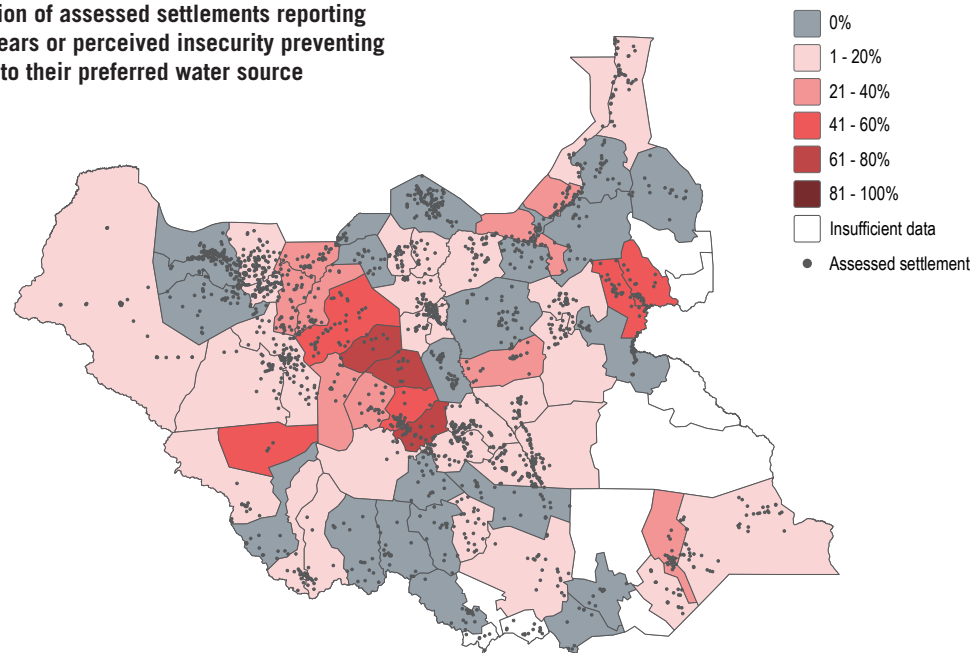 ion of assessed settlements reporting
ears or perceived insecurity preventing
to their preferred water source
0%
1 - 20%
21 - 40%
41 - 60%
61 - 80%
81 - 100%
Insufficient data
Assessed settlement